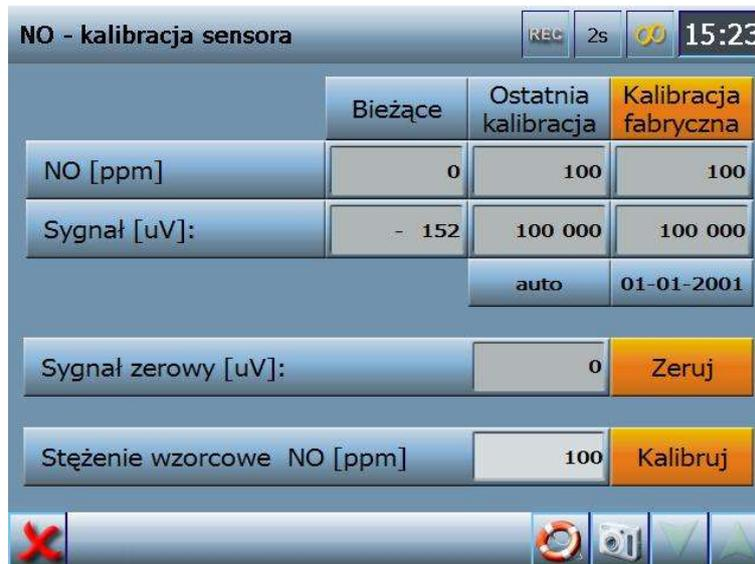 NO - kalibracja sensora REC 2s 15:23
Bieżące Ostatnia kalibracja Kalibracja fabryczna
NO [ppm] 0 100 100
Sygnał [uV]: - 152 100 000 100 000
auto 01-01-2001
Sygnał zerowy [uV]: 0 Zeruj
Stężenie wzorcowe NO [ppm] 100 Kalibruj